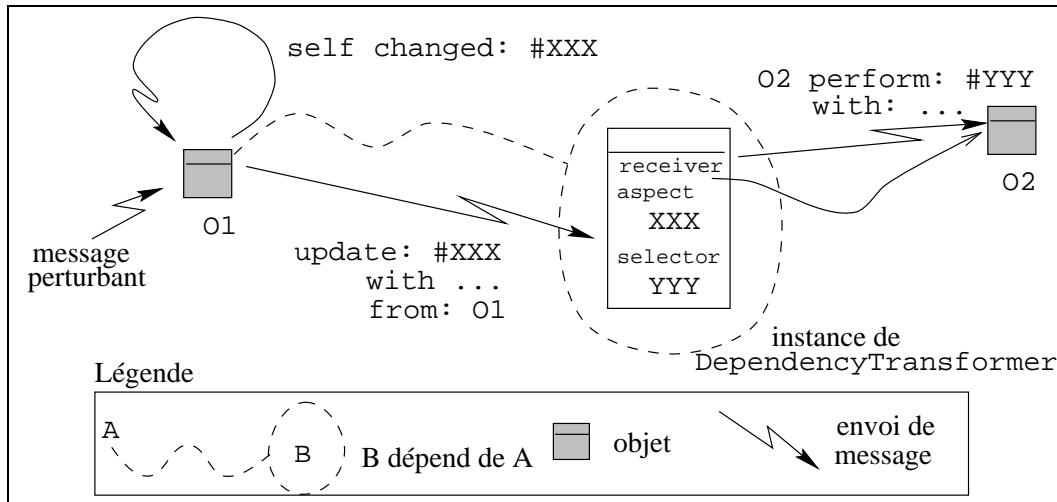 self changed: #XXX
O2 perform: #YYY
with: ...
receiver
aspect
XXX
selector
YYY
O1
O2
message
perturbant
update: #XXX
with ...
from: O1
instance de
DependencyTransformer
Légende
A
B
B dépend de A
objet
envoi de
message